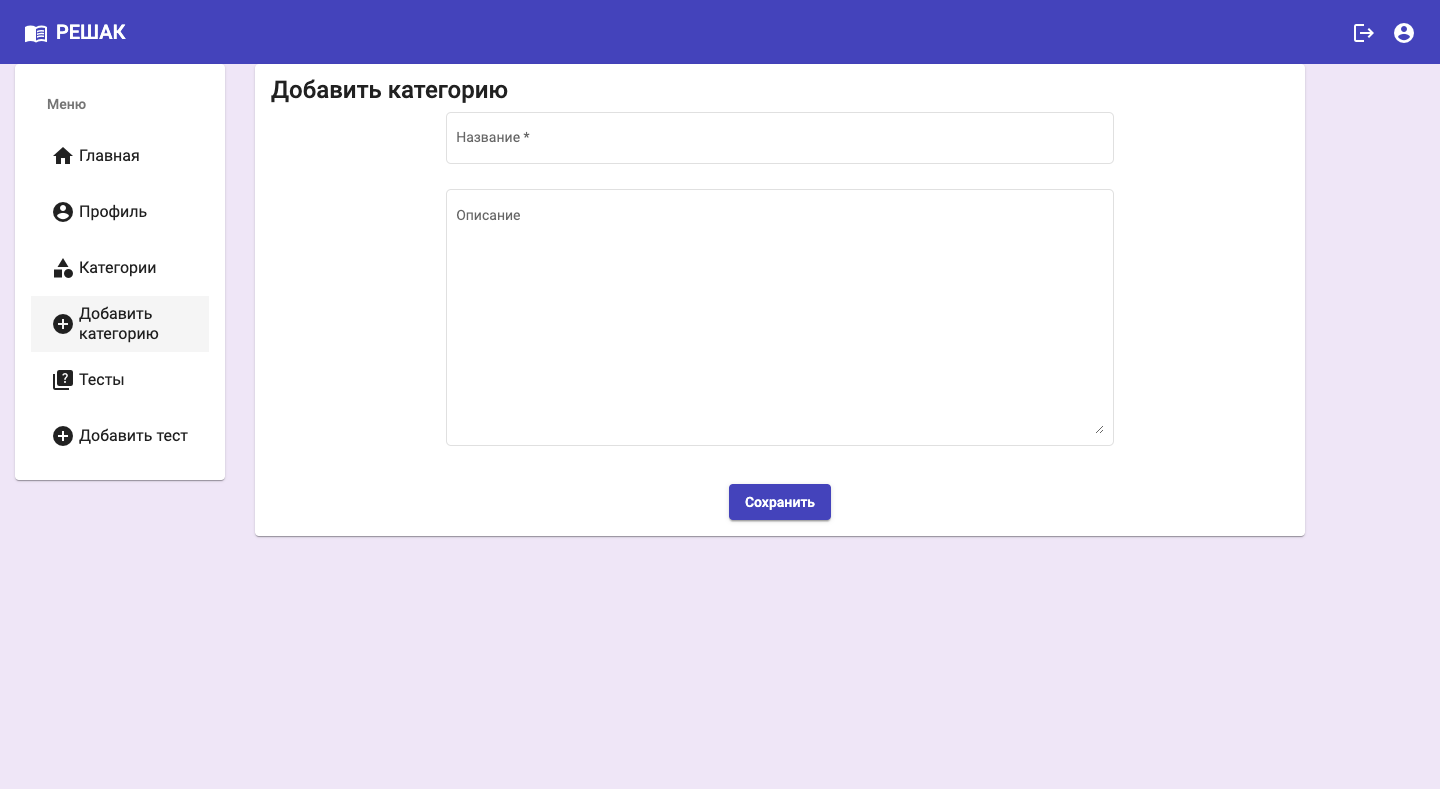 РЕШАК
Меню
Главная
Профиль
Категории
Добавить
категорию
Тесты
Добавить тест
Добавить категорию
Название *
Описание
Сохранить